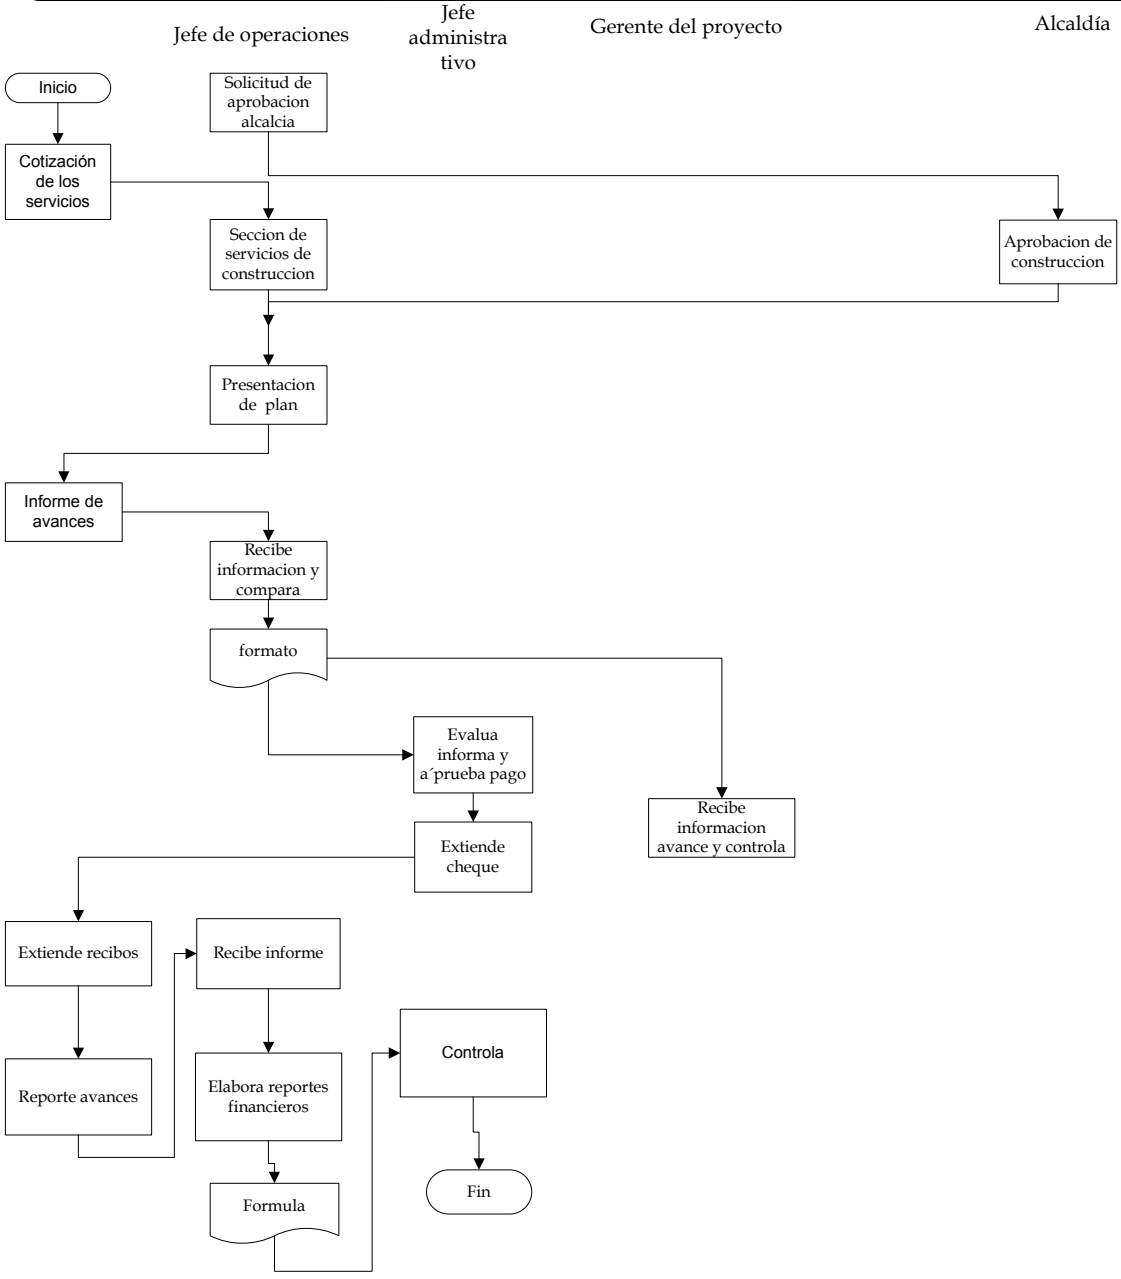 Jefe de operaciones
Jefe
administra
tivo
Gerente del proyecto
Alcaldía
Inicio
Solicitud de
aprobacion
alcalcia
Cotización
de los
servicios
Seccion de
servicios de
construccion
Aprobacion de
construccion
Presentacion
de plan
Informe de
avances
Recibe
informacion y
compara
formato
Evalua
informa y
a´prueba pago
Recibe
informacion
avance y controla
Extiende
cheque
Extiende recibos
Recibe informe
Controla
Reporte avances
Elabora reportes
financieros
Formula
Fin